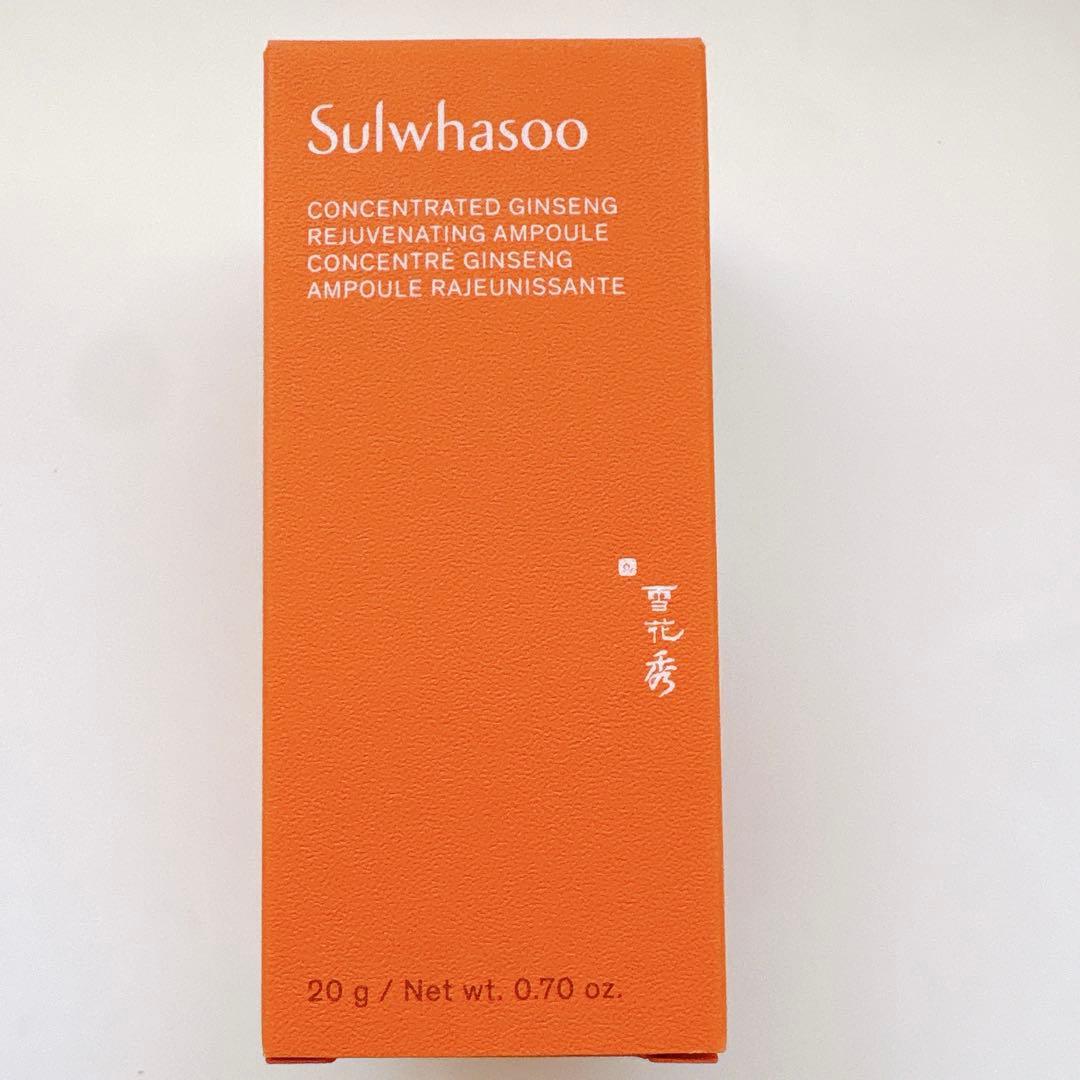 Sulwhasoo
CONCENTRATED GINSENG
REJUVENATING AMPOULE
CONCENTRÉ GINSENG
AMPOULE RAJEUNISSANTE
雪花秀
20 g / Net wt. 0.70 oz.